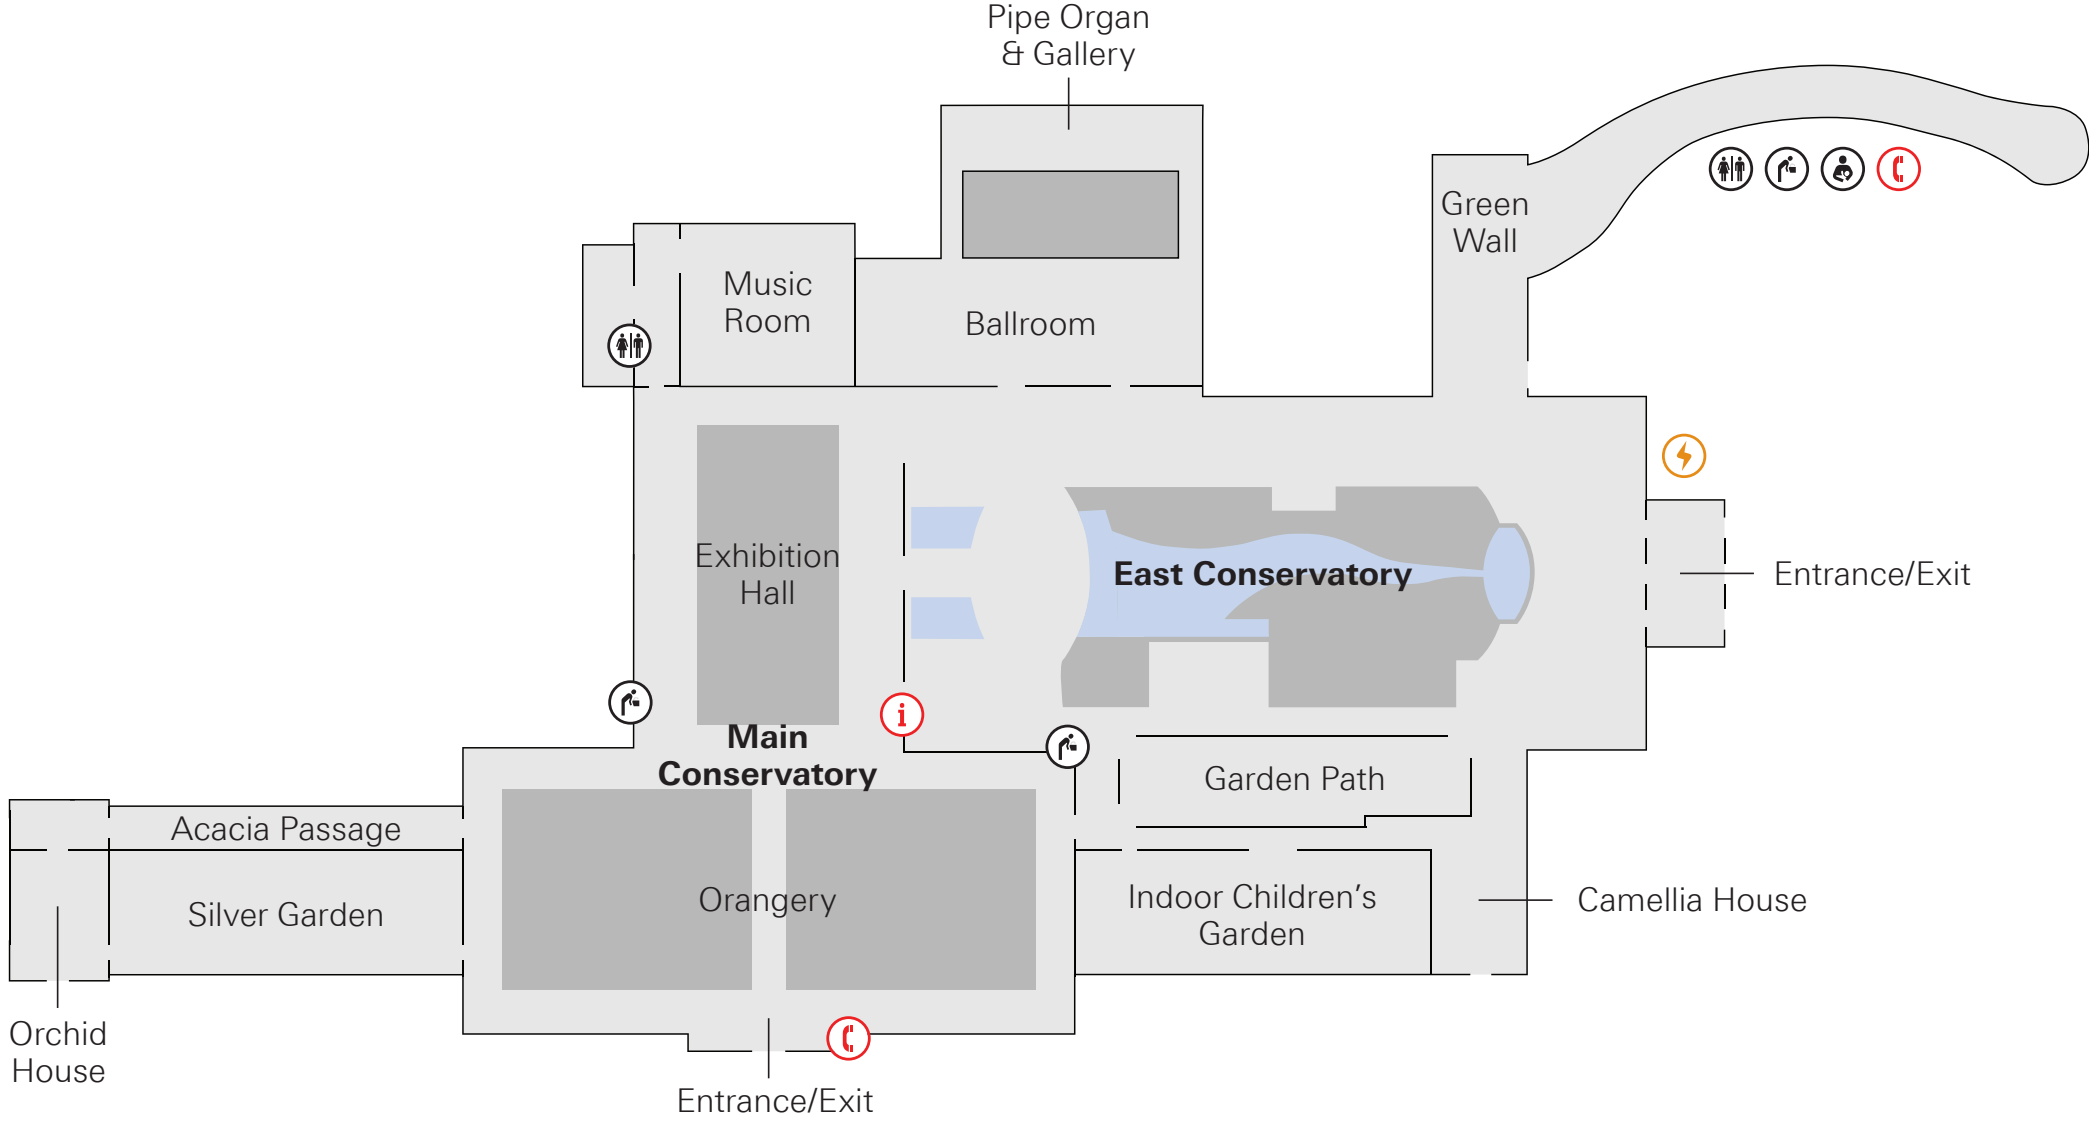 Pipe Organ
& Gallery
Green
Wall
Music
Room
Ballroom
Exhibition
Hall
East Conservatory
Entrance/Exit
Main
Conservatory
Garden Path
Acacia Passage
Silver Garden
Orangery
Indoor Children's
Garden
Camellia House
Orchid
House
Entrance/Exit
i